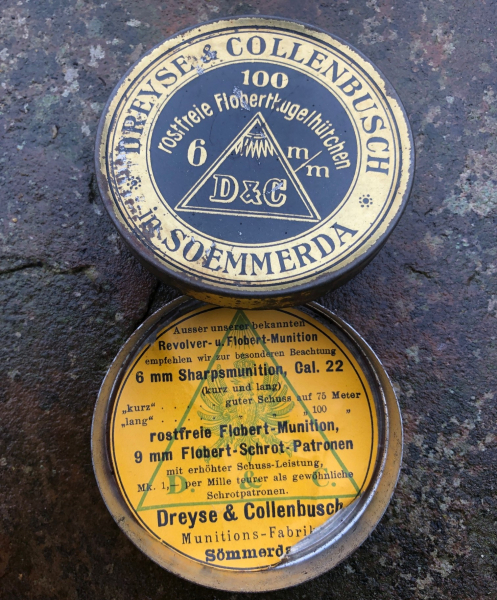 DREYSE & COLLENBUSCH
100
rostfreie Flobertkugelhütchen
6 m/m
D&C
in SOEMMERDA
Ausser unserer bekannten
Revolver- u. Flobert-Munition
empfehlen wir zur besonderen Beachtung
6 mm Sharpsmunition, Cal. 22
(kurz und lang)
„kurz“ . . guter Schuss auf 75 Meter
„lang“ . . „ „ „ 100 „
rostfreie Flobert-Munition,
9 mm Flobert-Schrot-Patronen
mit erhöhter Schuss-Leistung,
Mk. 1,— per Mille teurer als gewöhnliche
Schrotpatronen.
D. & C.
Dreyse & Collenbusch
Munitions-Fabrik
Sömmerda